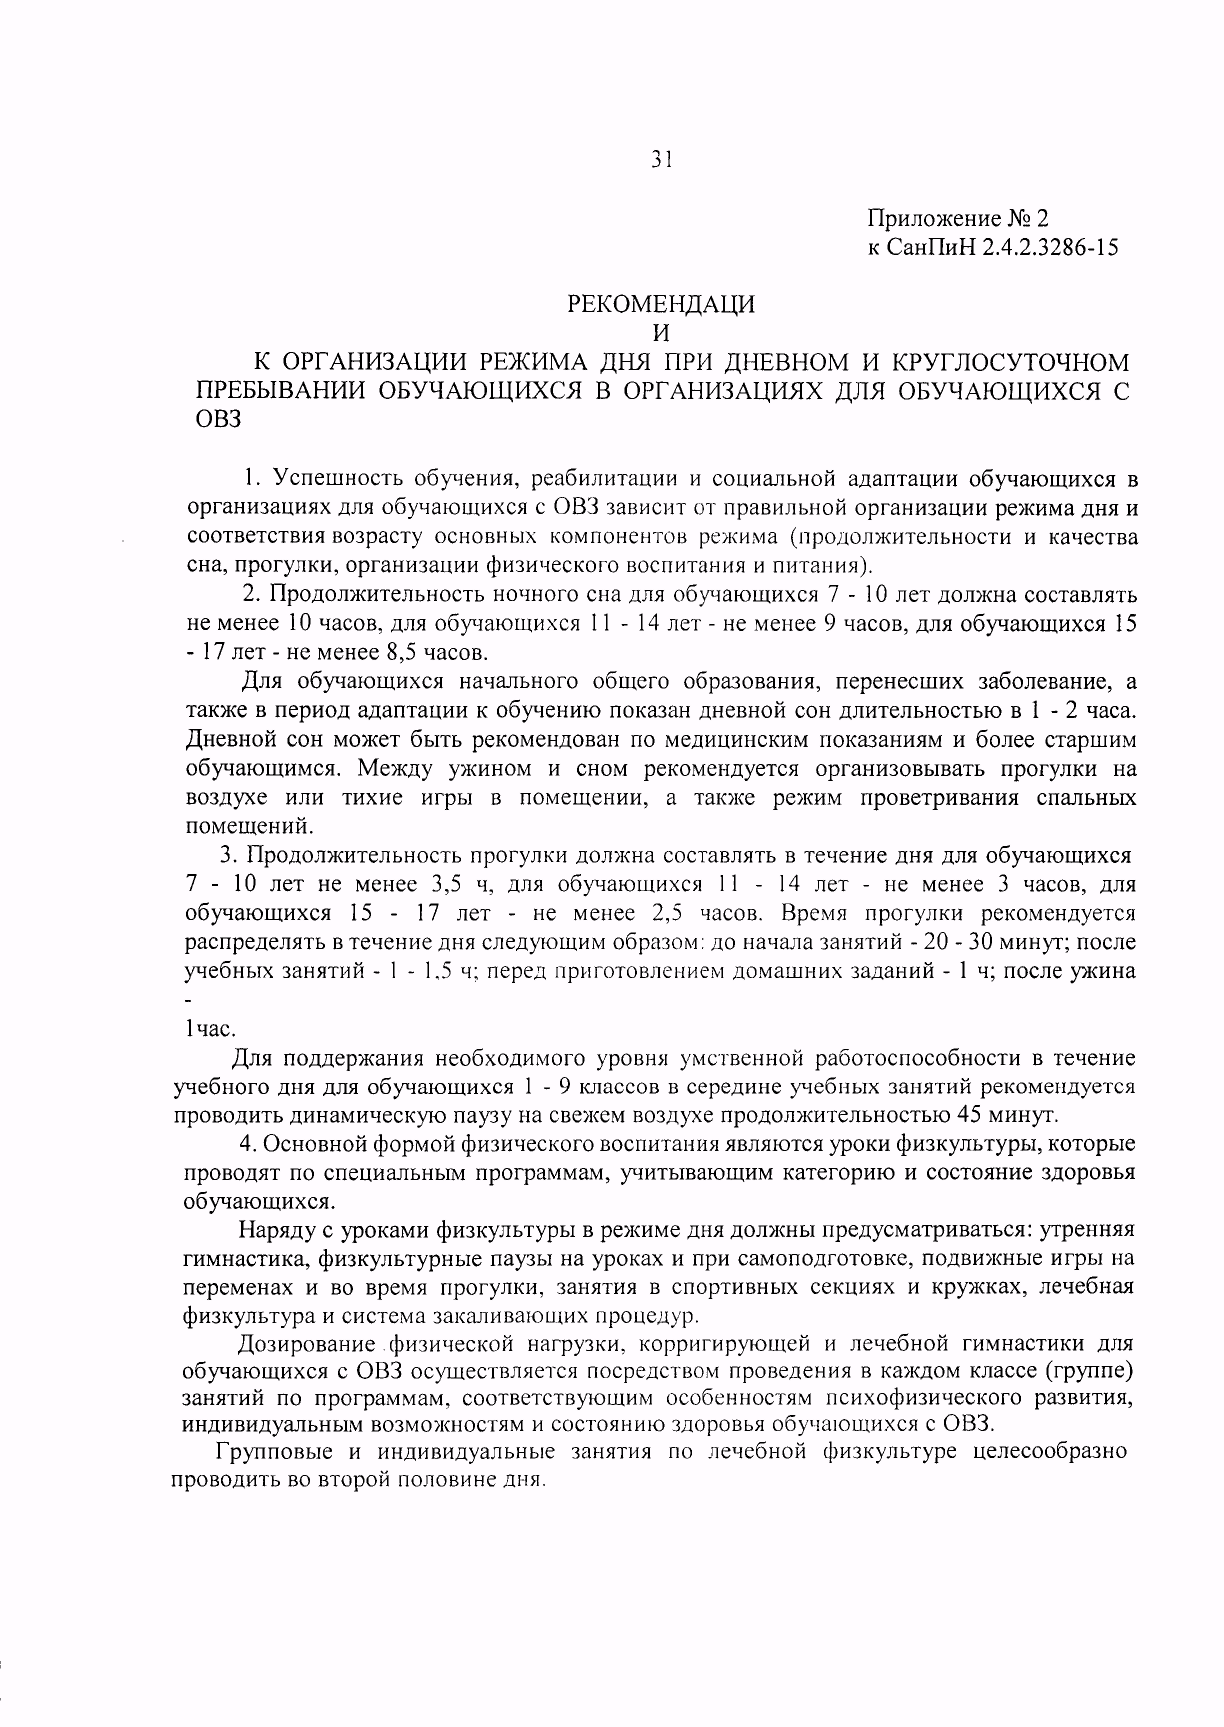 31
Приложение № 2
к СанПиН 2.4.2.3286-15
РЕКОМЕНДАЦИ
И
К ОРГАНИЗАЦИИ РЕЖИМА ДНЯ ПРИ ДНЕВНОМ И КРУГЛОСУТОЧНОМ
ПРЕБЫВАНИИ ОБУЧАЮЩИХСЯ В ОРГАНИЗАЦИЯХ ДЛЯ ОБУЧАЮЩИХСЯ С
ОВЗ
1. Успешность обучения, реабилитации и социальной адаптации обучающихся в
организациях для обучающихся с ОВЗ зависит от правильной организации режима дня и
соответствия возрасту основных компонентов режима (продолжительности и качества
сна, прогулки, организации физического воспитания и питания).
2. Продолжительность ночного сна для обучающихся 7 - 10 лет должна составлять
не менее 10 часов, для обучающихся 11 - 14 лет - не менее 9 часов, для обучающихся 15
- 17 лет - не менее 8,5 часов.
Для обучающихся начального общего образования, перенесших заболевание, а
также в период адаптации к обучению показан дневной сон длительностью в 1 - 2 часа.
Дневной сон может быть рекомендован по медицинским показаниям и более старшим
обучающимся. Между ужином и сном рекомендуется организовывать прогулки на
воздухе или тихие игры в помещении, а также режим проветривания спальных
помещений.
3. Продолжительность прогулки должна составлять в течение дня для обучающихся
7 - 10 лет не менее 3,5 ч, для обучающихся 11 - 14 лет - не менее 3 часов, для
обучающихся 15 - 17 лет - не менее 2,5 часов. Время прогулки рекомендуется
распределять в течение дня следующим образом: до начала занятий - 20 - 30 минут; после
учебных занятий - 1 - 1,5 ч; перед приготовлением домашних заданий - 1 ч; после ужина
-
1час.
Для поддержания необходимого уровня умственной работоспособности в течение
учебного дня для обучающихся 1 - 9 классов в середине учебных занятий рекомендуется
проводить динамическую паузу на свежем воздухе продолжительностью 45 минут.
4. Основной формой физического воспитания являются уроки физкультуры, которые
проводят по специальным программам, учитывающим категорию и состояние здоровья
обучающихся.
Наряду с уроками физкультуры в режиме дня должны предусматриваться: утренняя
гимнастика, физкультурные паузы на уроках и при самоподготовке, подвижные игры на
переменах и во время прогулки, занятия в спортивных секциях и кружках, лечебная
физкультура и система закаливающих процедур.
Дозирование физической нагрузки, корригирующей и лечебной гимнастики для
обучающихся с ОВЗ осуществляется посредством проведения в каждом классе (группе)
занятий по программам, соответствующим особенностям психофизического развития,
индивидуальным возможностям и состоянию здоровья обучающихся с ОВЗ.
Групповые и индивидуальные занятия по лечебной физкультуре целесообразно
проводить во второй половине дня.